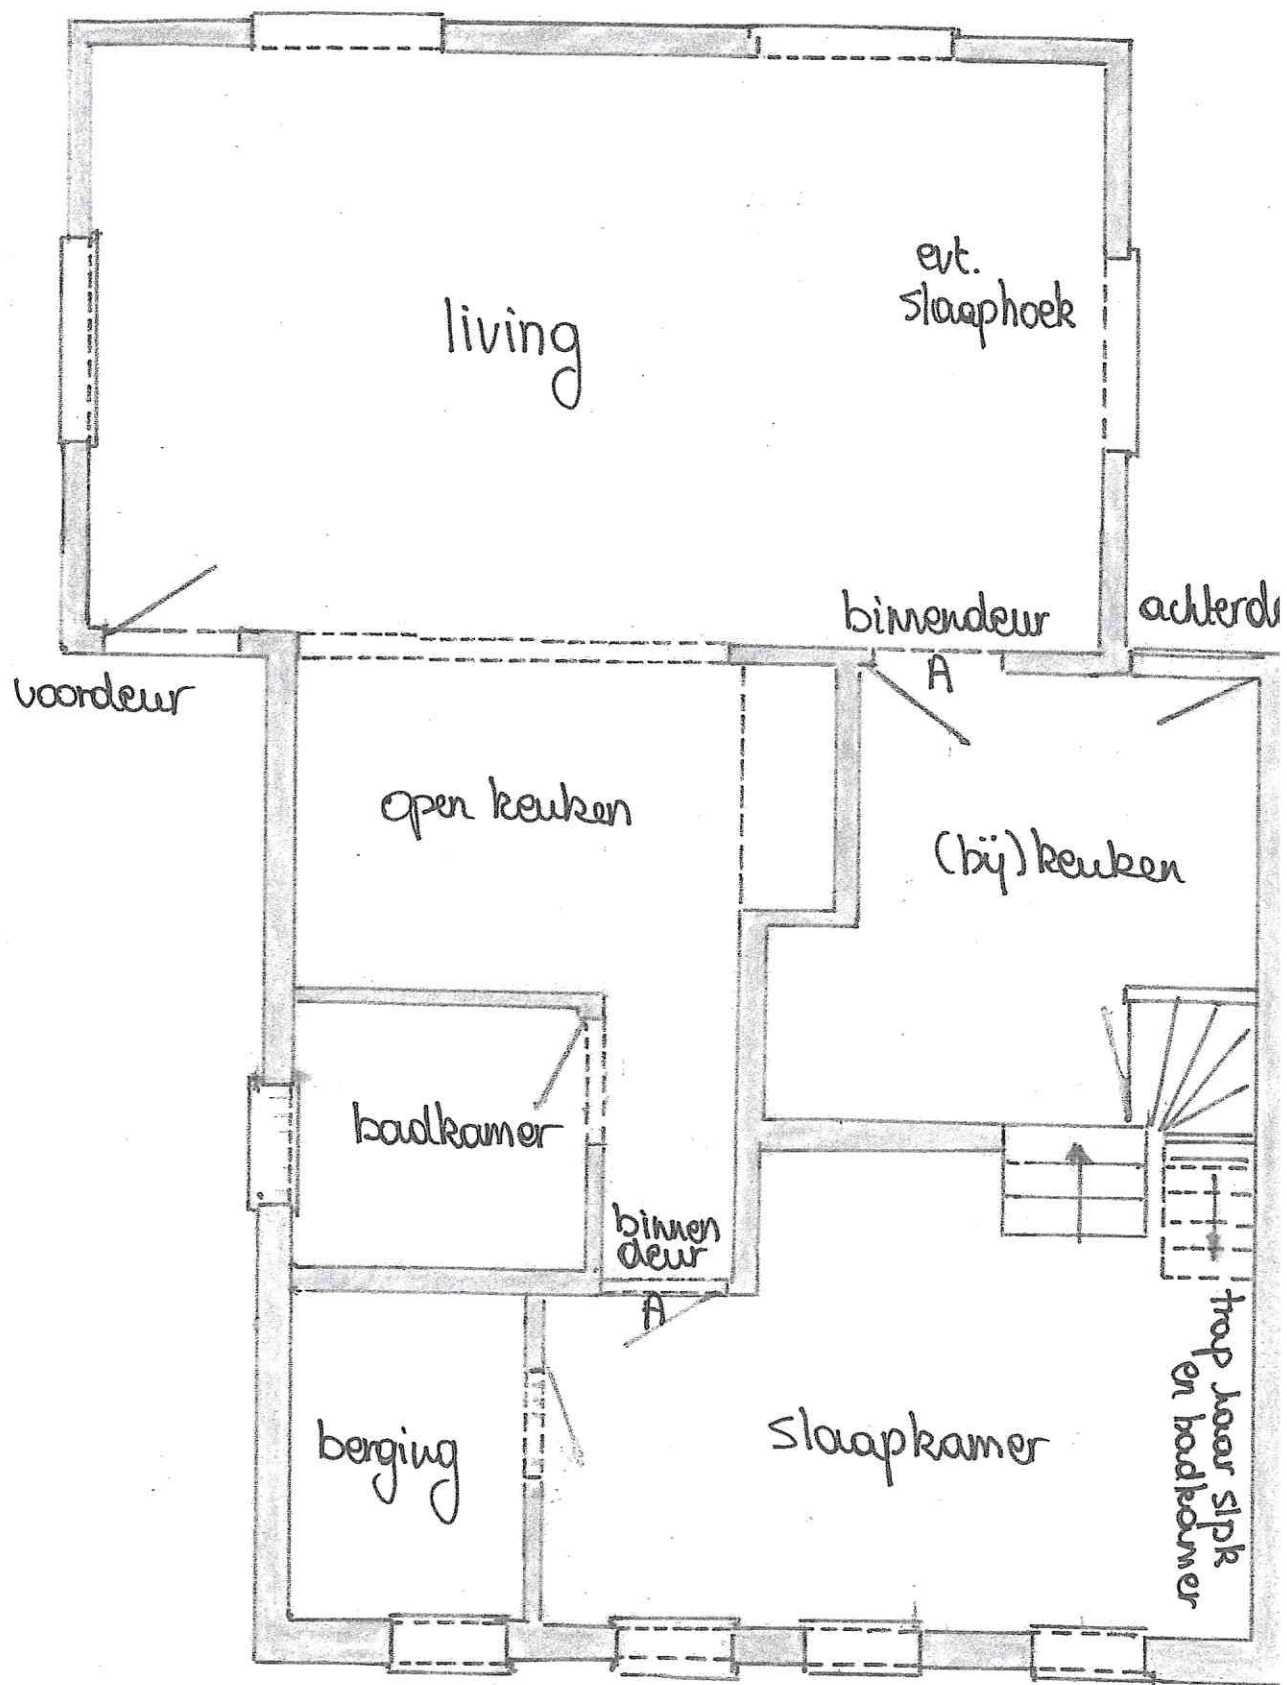 evt.
slaaphoek
living
binnendeur
achterd
A
voordeur
open keuken
(bij)keuken
badkamer
binnen
deur
A
trap naar slpk
en badkamer
berging
slaapkamer